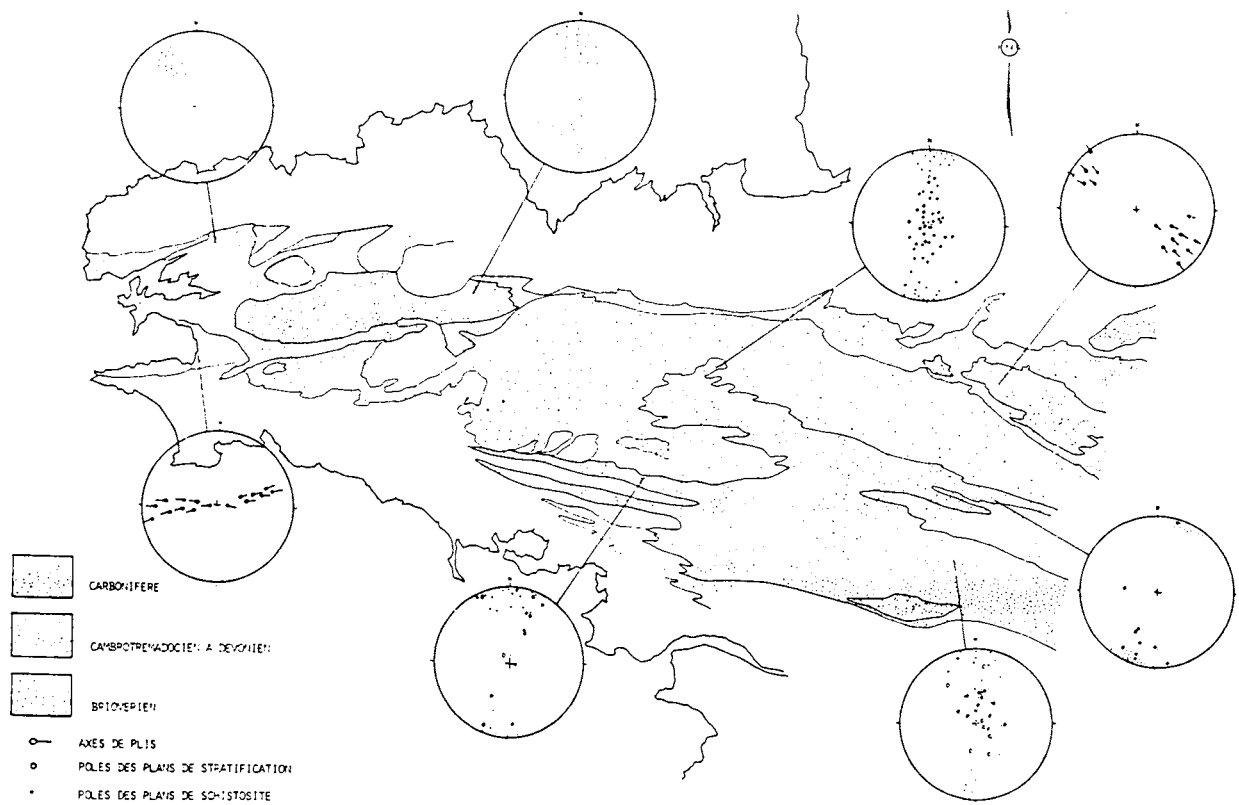 CARBONIFERE
CAMBROTREMADOCIEN A DEVONIEN
BRIOVERIEN
AXES DE PLIS
POLES DES PLANS DE STRATIFICATION
POLES DES PLANS DE SCHISTOSITE